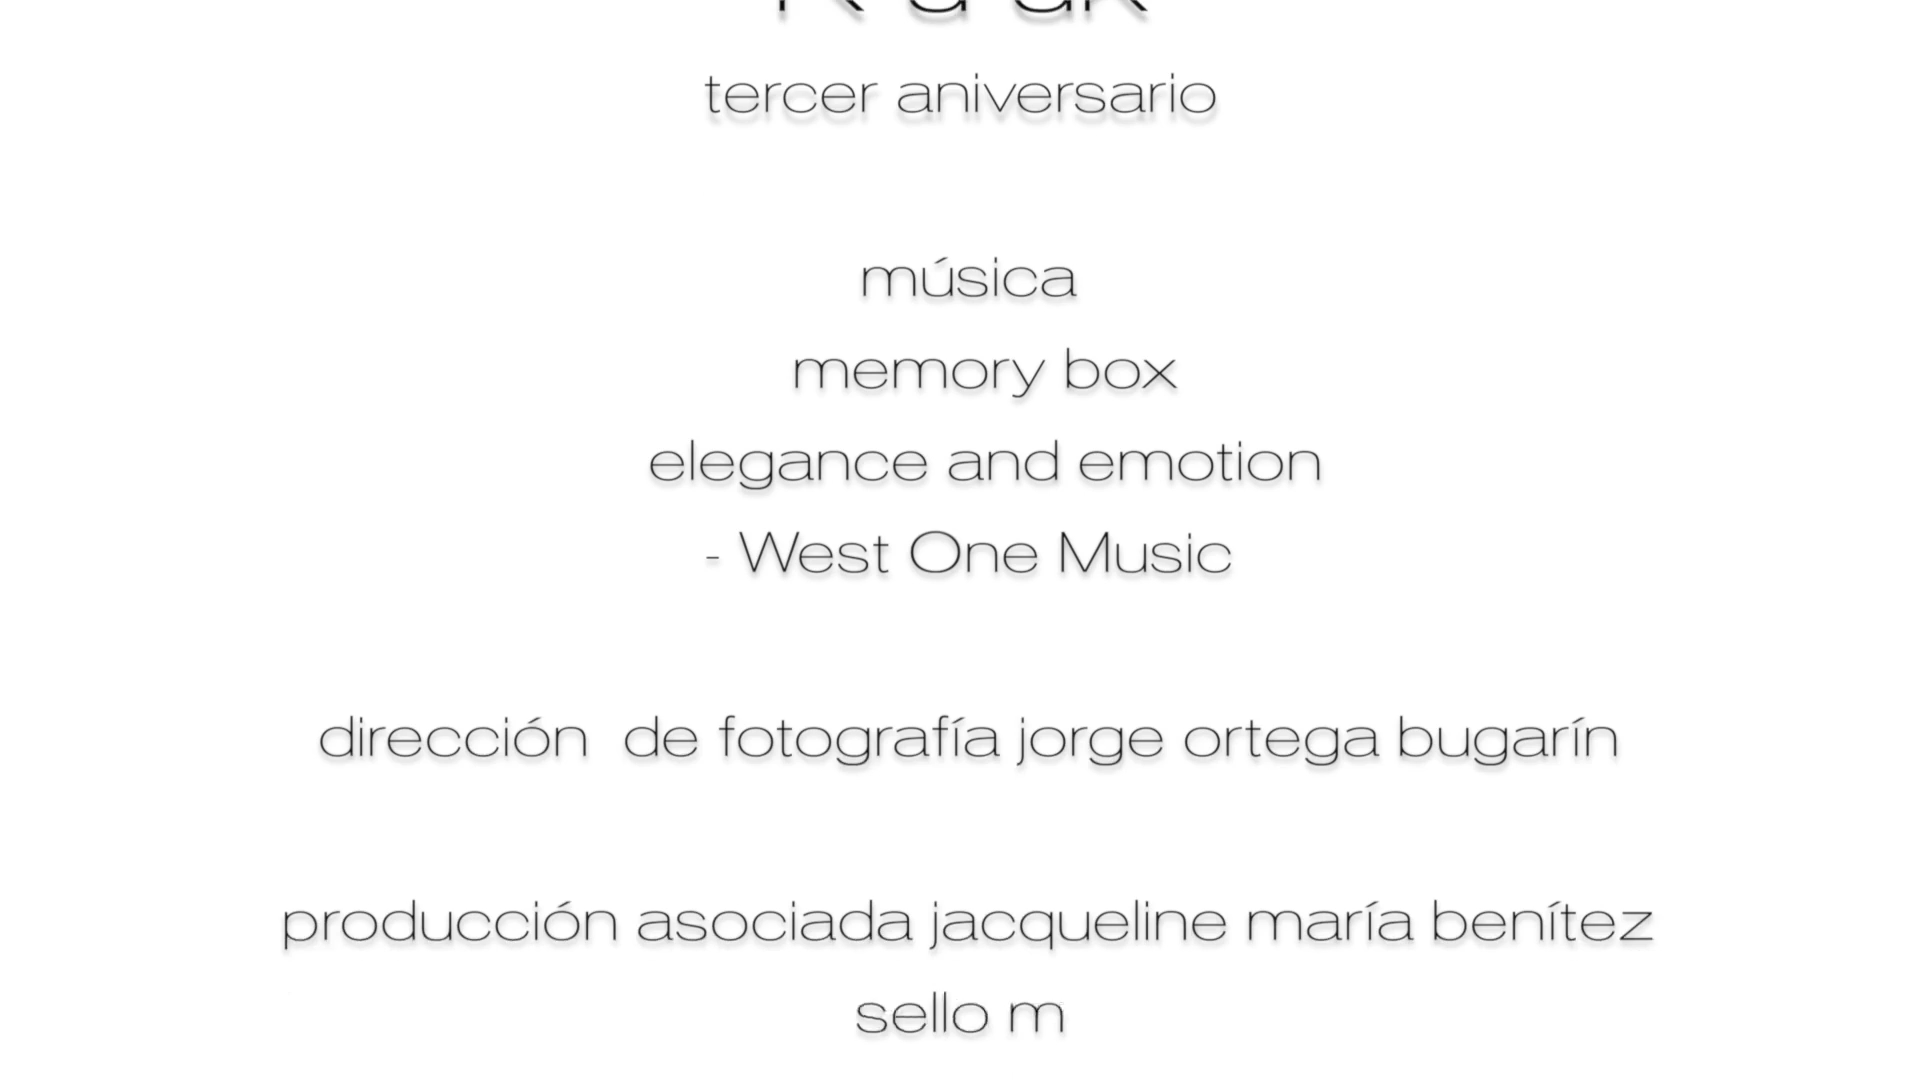 tercer aniversario
música
memory box
elegance and emotion
- West One Music
dirección  de fotografía jorge ortega bugarín
producción asociada jacqueline maría benítez
sello m